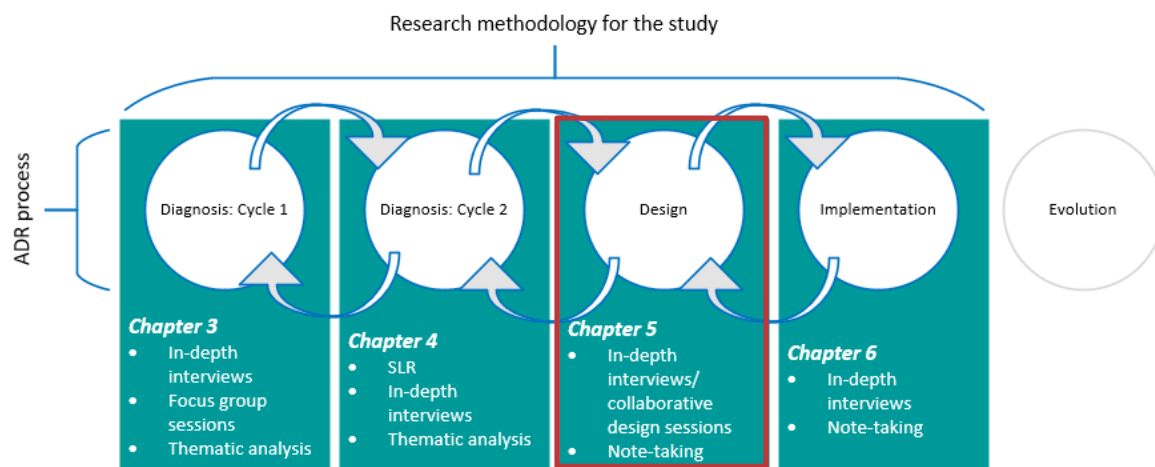 Research methodology for the study
ADR process
Diagnosis: Cycle 1
Diagnosis: Cycle 2
Design
Implementation
Evolution
Chapter 3
• In-depth
interviews
• Focus group
sessions
• Thematic analysis
Chapter 4
• SLR
• In-depth
interviews
• Thematic analysis
Chapter 5
• In-depth
interviews/
collaborative
design sessions
• Note-taking
Chapter 6
• In-depth
interviews
• Note-taking